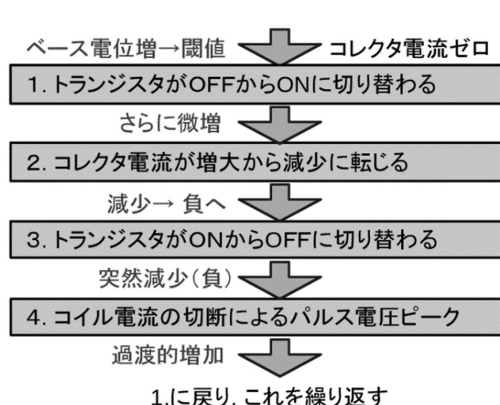 ベース電位増→閾値 コレクタ電流ゼロ
1. トランジスタがOFFからONに切り替わる
さらに微増
2. コレクタ電流が増大から減少に転じる
減少→ 負へ
3. トランジスタがONからOFFに切り替わる
突然減少(負)
4. コイル電流の切断によるパルス電圧ピーク
過渡的増加
1.に戻り, これを繰り返す